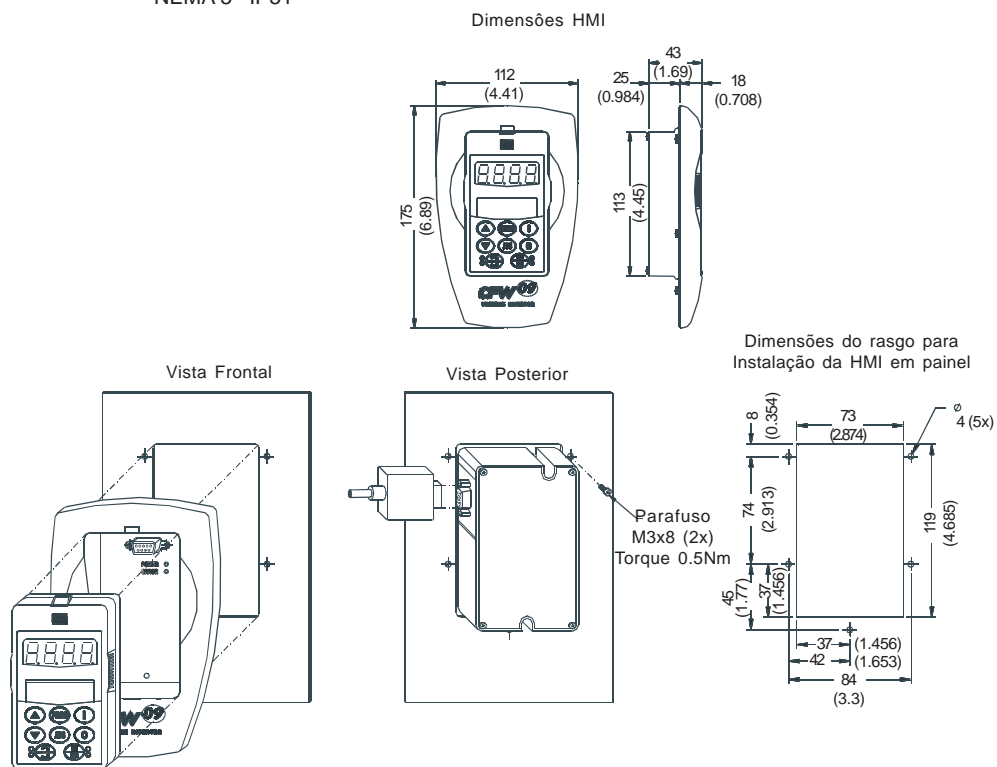 NEMA 5 - IP51
Dimensôes HMI
43
(1.69)
112
(4.41)
25
(0.984)
18
(0.708)
175
(6.89)
113
(4.45)
CFW 09
Vista Frontal
Vista Posterior
Dimensões do rasgo para
Instalação da HMI em painel
Parafuso
M3x8 (2x)
Torque 0.5Nm
8
(0.354)
73
(2.874)
ø
4 (5x)
74
(2.913)
119
(4.685)
45
(1.77)
37
(1.456)
37 (1.456)
42 (1.653)
84
(3.3)